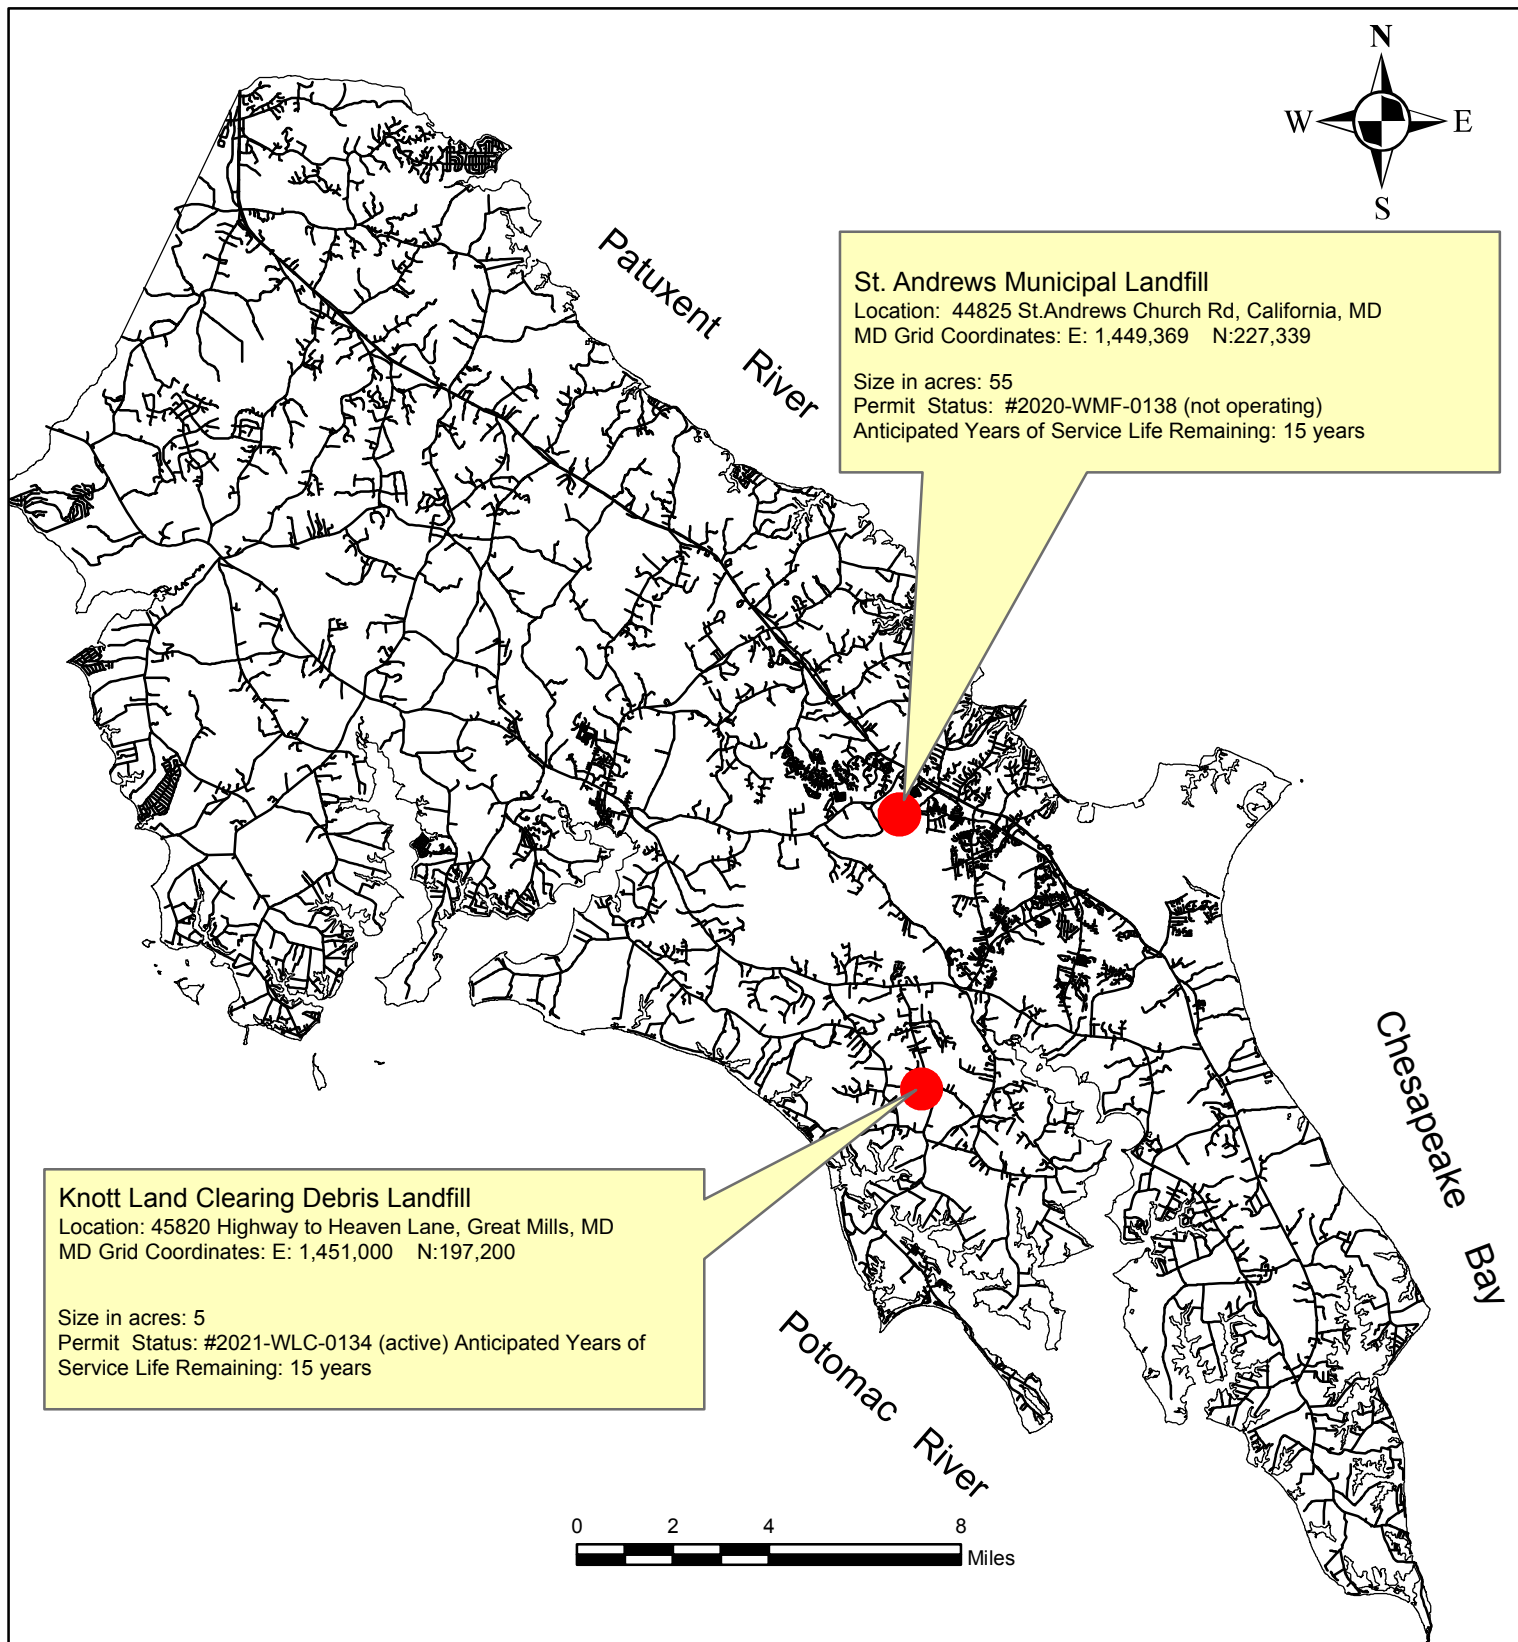 N
W
E
S
Patuxent River
St. Andrews Municipal Landfill
Location: 44825 St.Andrews Church Rd, California, MD
MD Grid Coordinates: E: 1,449,369 N:227,339
Size in acres: 55
Permit Status: #2020-WMF-0138 (not operating)
Anticipated Years of Service Life Remaining: 15 years
Chesapeake Bay
Knott Land Clearing Debris Landfill
Location: 45820 Highway to Heaven Lane, Great Mills, MD
MD Grid Coordinates: E: 1,451,000 N:197,200
Size in acres: 5
Permit Status: #2021-WLC-0134 (active) Anticipated Years of
Service Life Remaining: 15 years
Potomac River
0 2 4 8
Miles